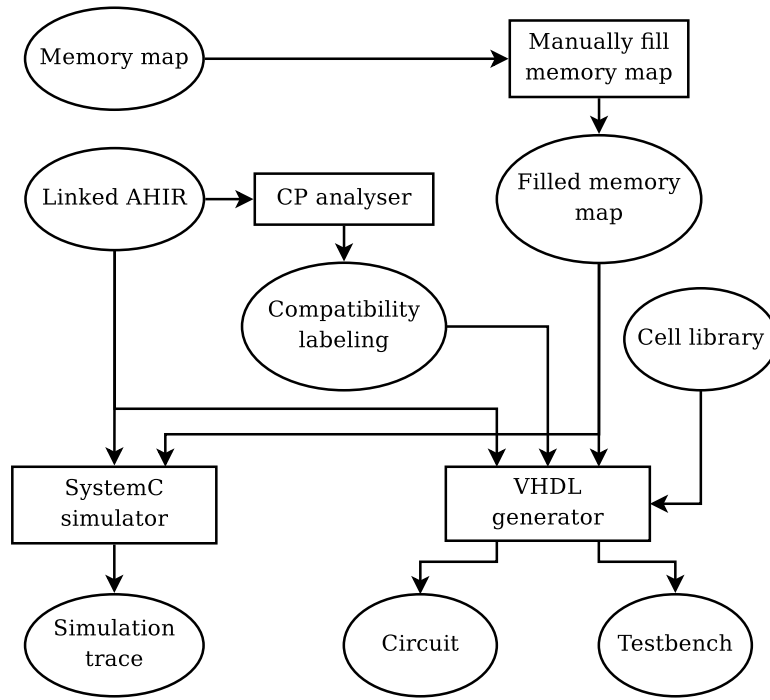 Memory map
Manually fill
memory map
Linked AHIR
CP analyser
Filled memory
map
Compatibility
labeling
Cell library
SystemC
simulator
VHDL
generator
Simulation
trace
Circuit
Testbench